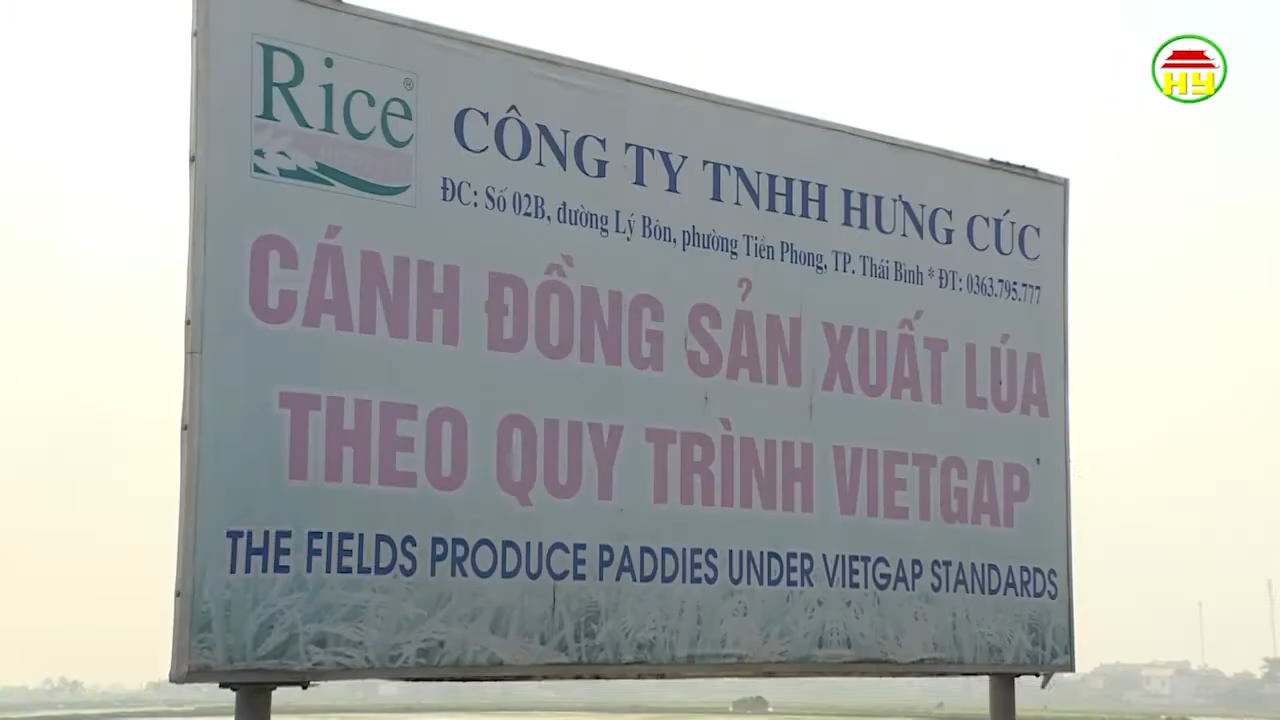 Rice®
CÔNG TY TNHH HƯNG CÚC
ĐC: Số 02B, đường Lý Bôn, phường Tiền Phong, TP. Thái Bình * ĐT: 0363.795.777
CÁNH ĐỒNG SẢN XUẤT LÚA
THEO QUY TRÌNH VIETGAP
THE FIELDS PRODUCE PADDIES UNDER VIETGAP STANDARDS
HY